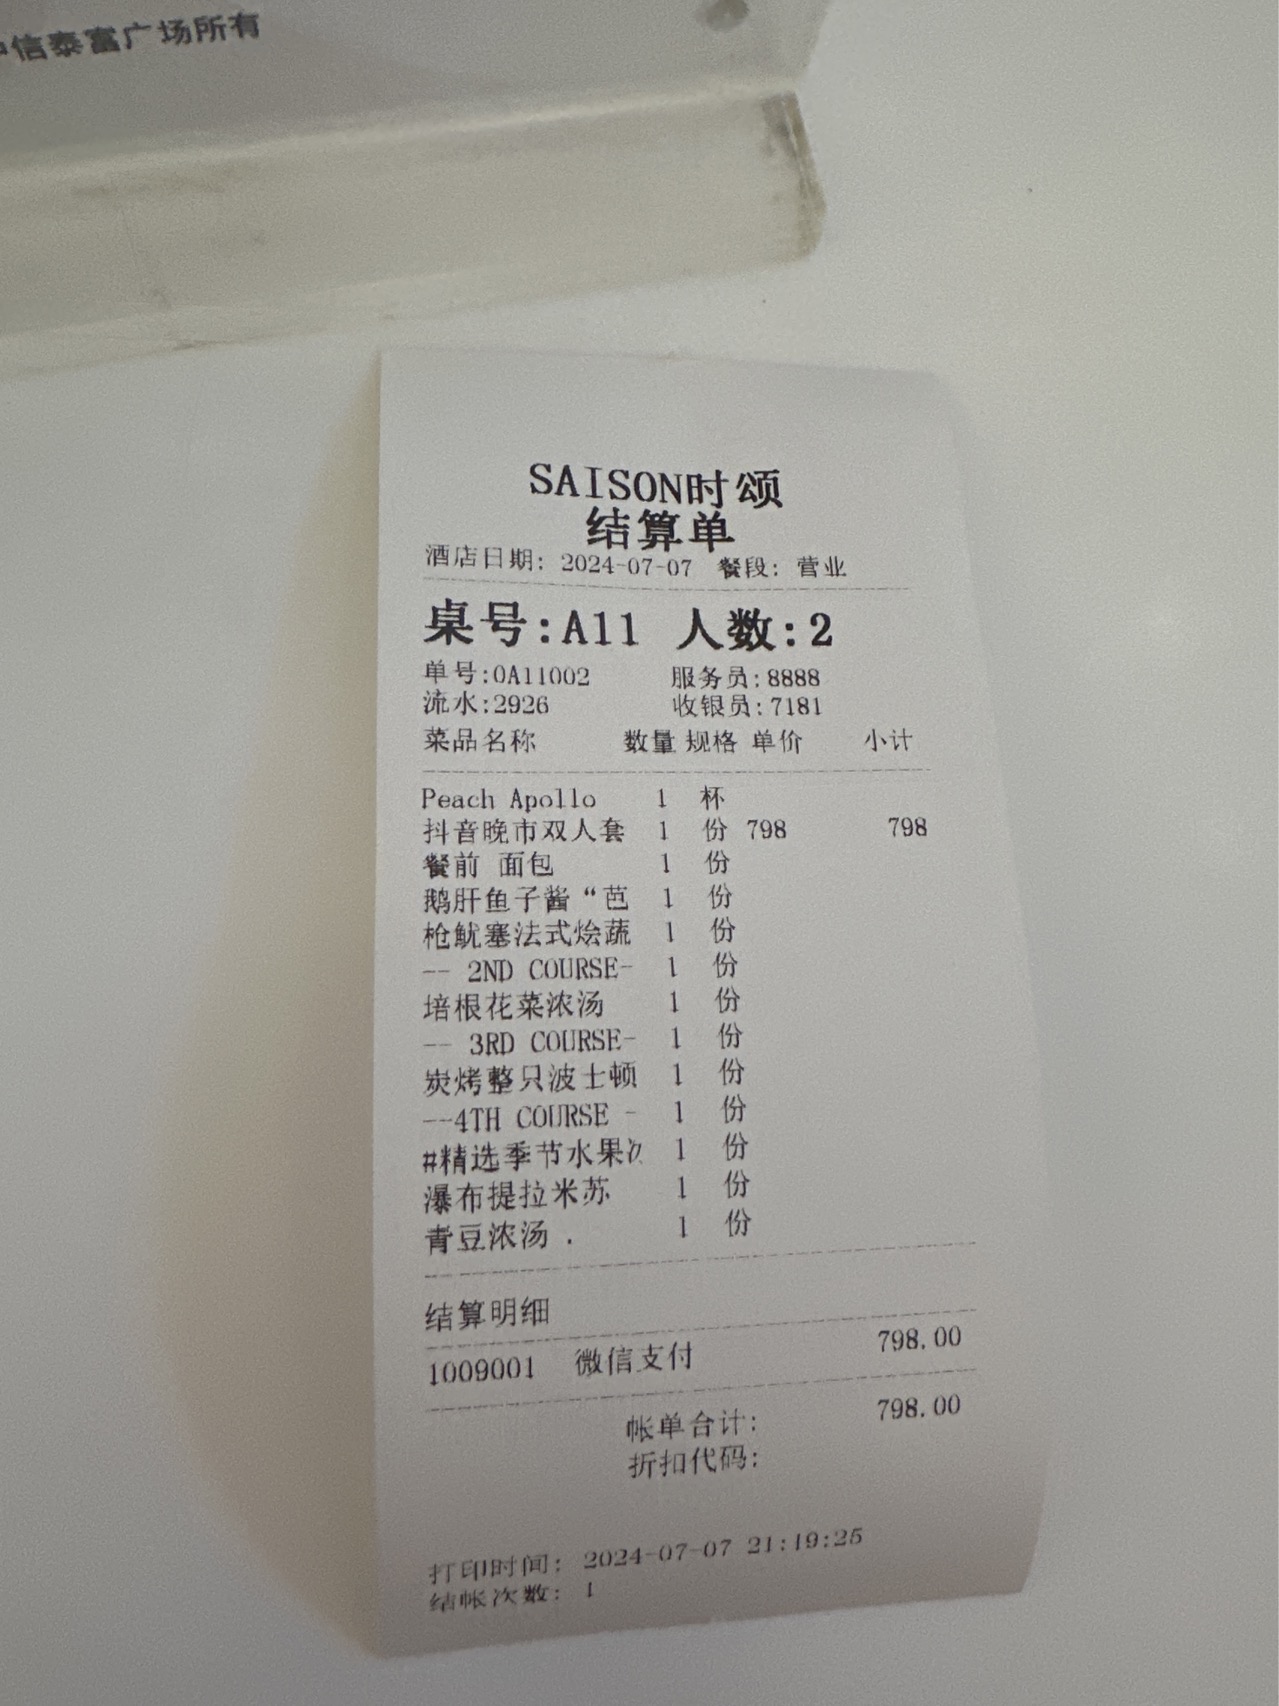 信泰富广场所有
SAISON时颂
结算单
酒店日期: 2024-07-07 餐段: 营业
桌号:A11 人数:2
单号:0A11002 服务员:8888
流水:2926 收银员:7181
菜品名称 数量 规格 单价 小计
Peach Apollo 1 杯
抖音晚市双人套 1 份 798 798
餐前 面包 1 份
鹅肝鱼子酱“芭 1 份
枪鱿塞法式烩蔬 1 份
-- 2ND COURSE- 1 份
培根花菜浓汤 1 份
-- 3RD COURSE- 1 份
炭烤整只波士顿 1 份
--4TH COURSE - 1 份
#精选季节水果 1 份
瀑布提拉米苏 1 份
青豆浓汤 . 1 份
结算明细
1009001 微信支付 798.00
帐单合计: 798.00
折扣代码:
打印时间: 2024-07-07 21:19:25
结帐次数: 1